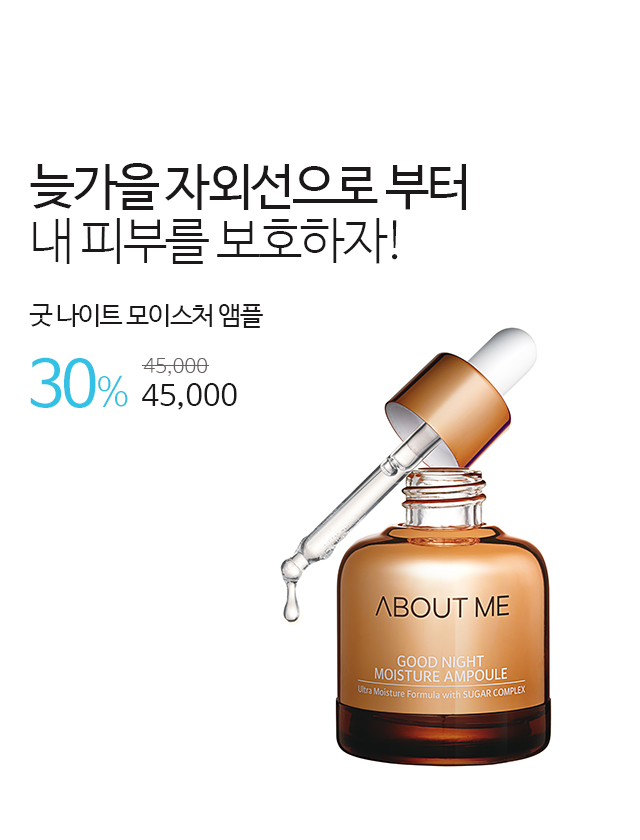 늦가을 자외선으로 부터
내 피부를 보호하자!
굿 나이트 모이스처 앰플
30% 45,000
45,000
ABOUT ME
GOOD NIGHT
MOISTURE AMPOULE
Ultra Moisture Formula with SUGAR COMPLEX